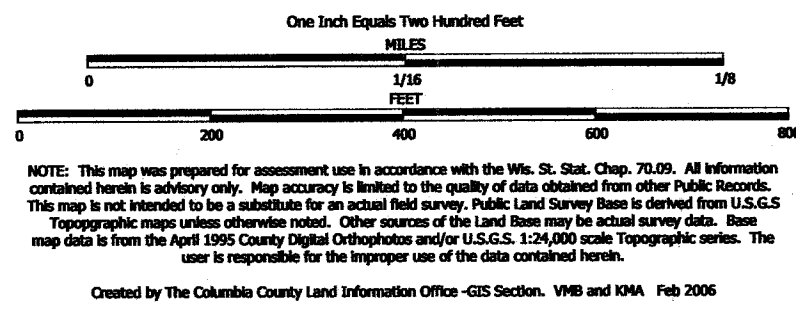 One Inch Equals Two Hundred Feet
MILES
0 1/16 1/8
FEET
0 200 400 600 800
NOTE: This map was prepared for assessment use in accordance with the Wis. St. Stat. Chap. 70.09. All information
contained herein is advisory only. Map accuracy is limited to the quality of data obtained from other Public Records.
This map is not intended to be a substitute for an actual field survey. Public Land Survey Base is derived from U.S.G.S
Topopgraphic maps unless otherwise noted. Other sources of the Land Base may be actual survey data. Base
map data is from the April 1995 County Digital Orthophotos and/or U.S.G.S. 1:24,000 scale Topographic series. The
user is responsible for the improper use of the data contained herein.
Created by The Columbia County Land Information Office -GIS Section. VMB and KMA Feb 2006